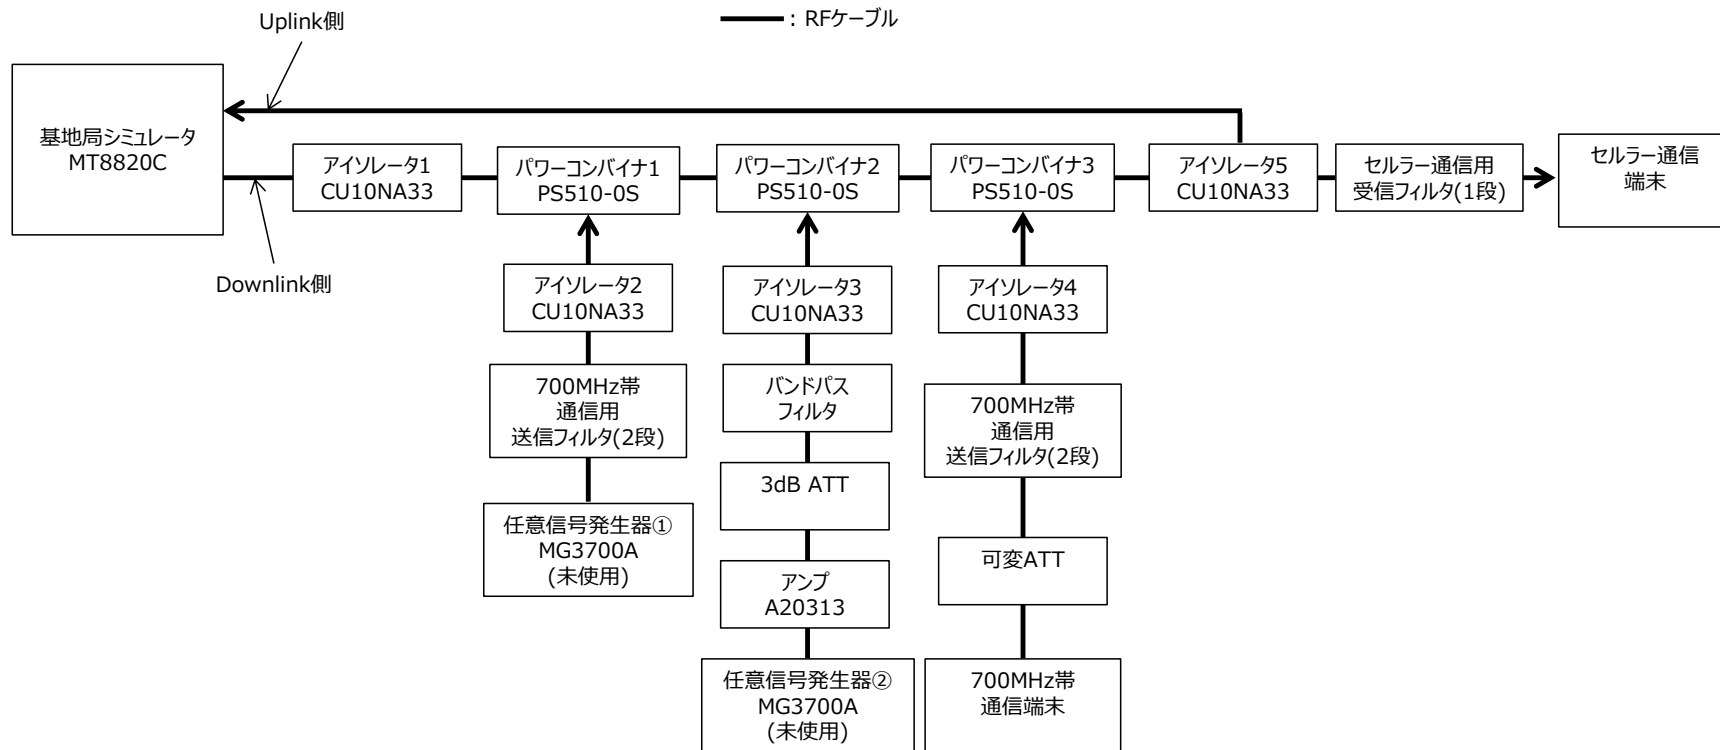 Uplink側
: RFケーブル
基地局シミュレータ
MT8820C
アイソレータ1
CU10NA33
パワーコンバイナ1
PS510-0S
パワーコンバイナ2
PS510-0S
パワーコンバイナ3
PS510-0S
アイソレータ5
CU10NA33
セルラー通信用
受信フィルタ(1段)
セルラー通信
端末
Downlink側
アイソレータ2
CU10NA33
アイソレータ3
CU10NA33
アイソレータ4
CU10NA33
700MHz帯
通信用
送信フィルタ(2段)
バンドパス
フィルタ
700MHz帯
通信用
送信フィルタ(2段)
3dB ATT
任意信号発生器①
MG3700A
(未使用)
可変ATT
アンプ
A20313
任意信号発生器②
MG3700A
(未使用)
700MHz帯
通信端末